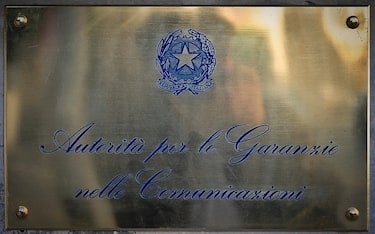 Autorità per le Garanzie
nelle Comunicazioni